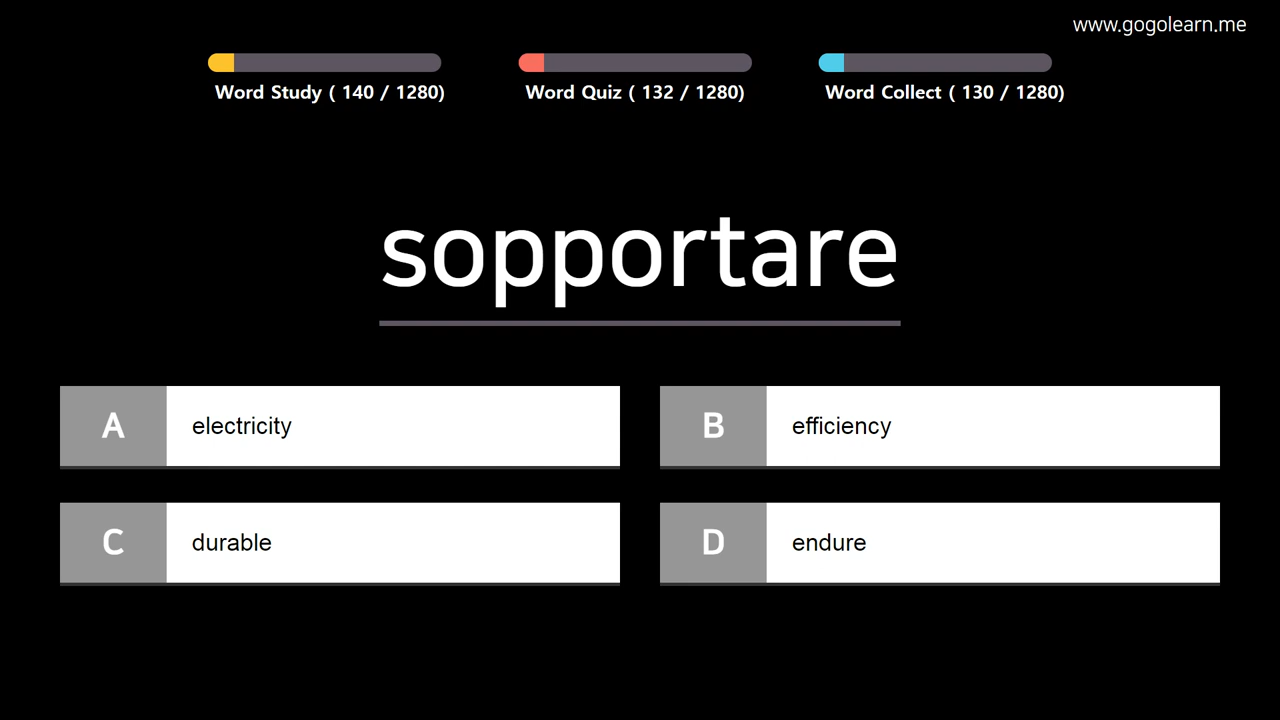 www.gogolearn.me
Word Study ( 140 / 1280)
Word Quiz ( 132 / 1280)
Word Collect ( 130 / 1280)
sopportare
A electricity
B efficiency
C durable
D endure